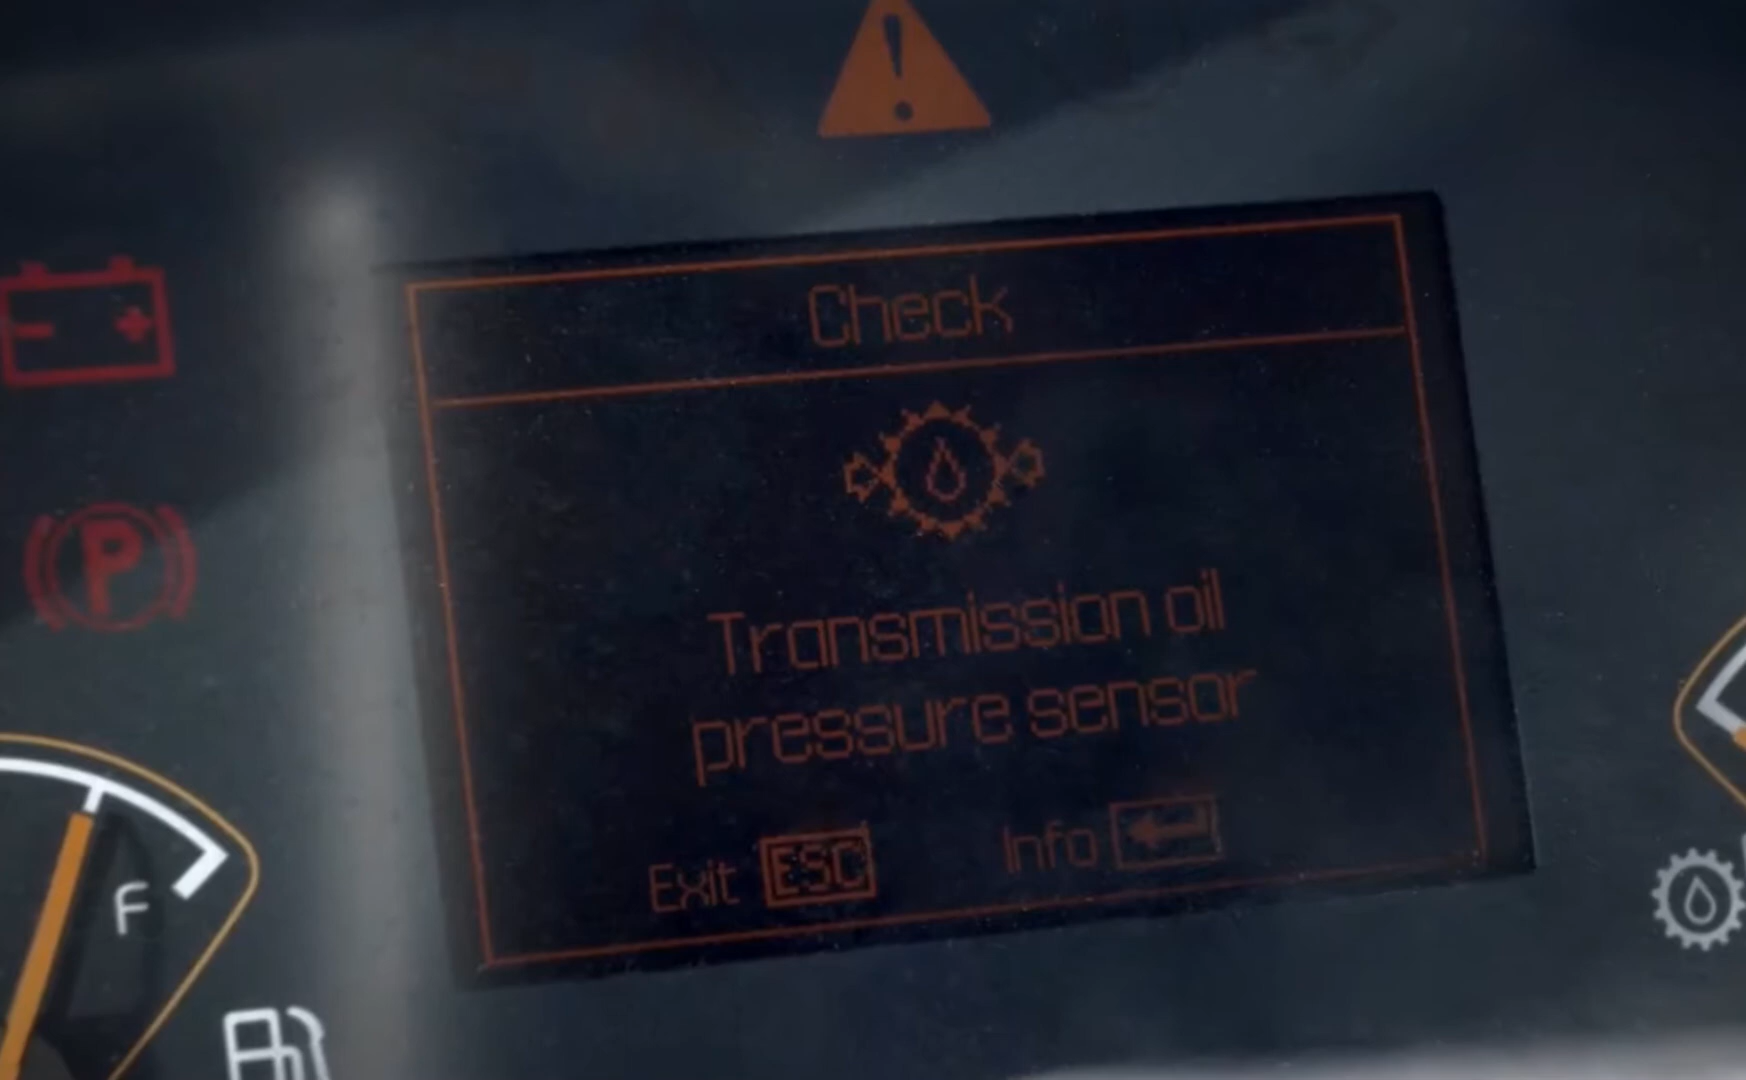 Check
Transmission oil
pressure sensor
Exit ESC Info
P
F